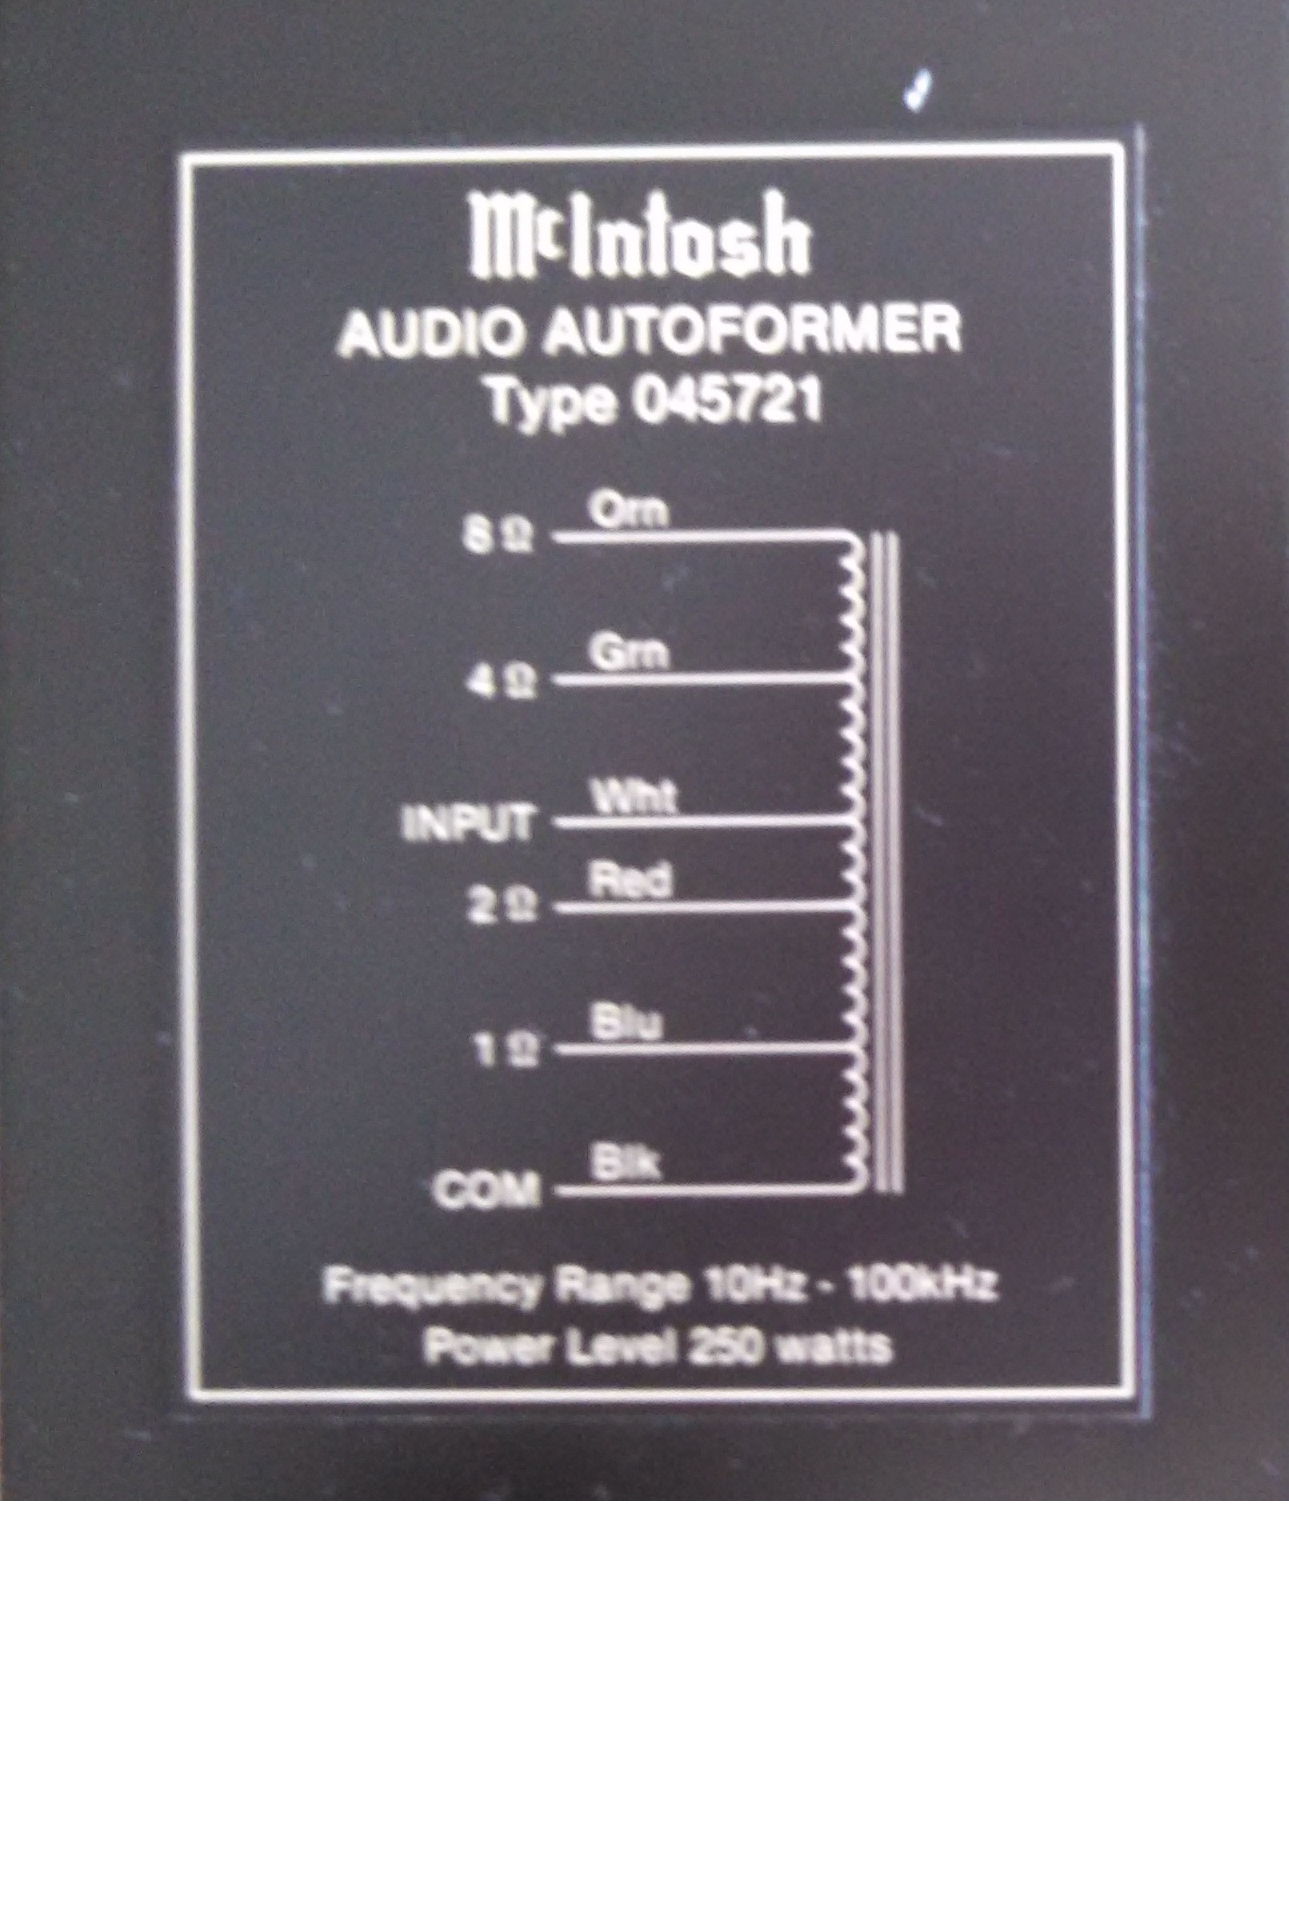 McIntosh
AUDIO AUTOFORMER
Type 045721
Orn
8 Ω
Grn
4 Ω
Wht
INPUT
Red
2 Ω
Blu
1 Ω
Blk
COM
Frequency Range 10Hz - 100kHz
Power Level 250 watts